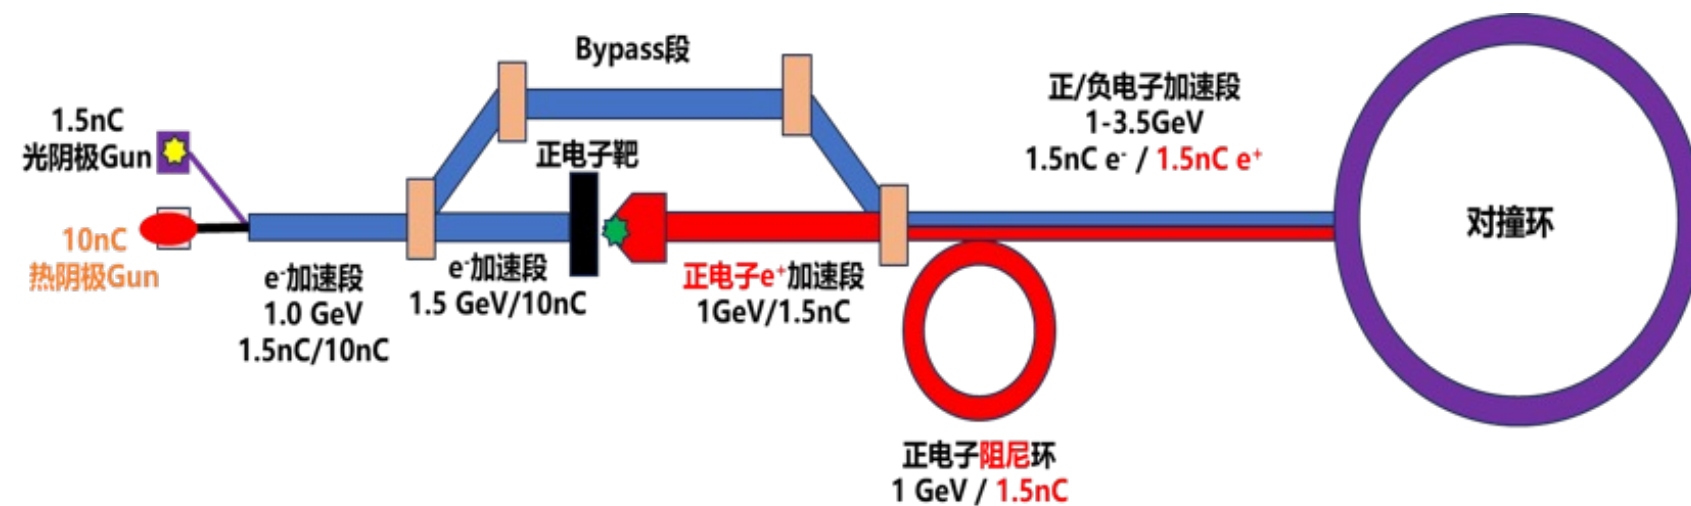 Bypass段
1.5nC
光阴极Gun
10nC
热阴极Gun
e⁻加速段
1.0 GeV
1.5nC/10nC
e⁻加速段
1.5 GeV/10nC
正电子靶
正电子e⁺加速段
1GeV/1.5nC
正/负电子加速段
1-3.5GeV
1.5nC e⁻ / 1.5nC e⁺
正电子阻尼环
1 GeV / 1.5nC
对撞环